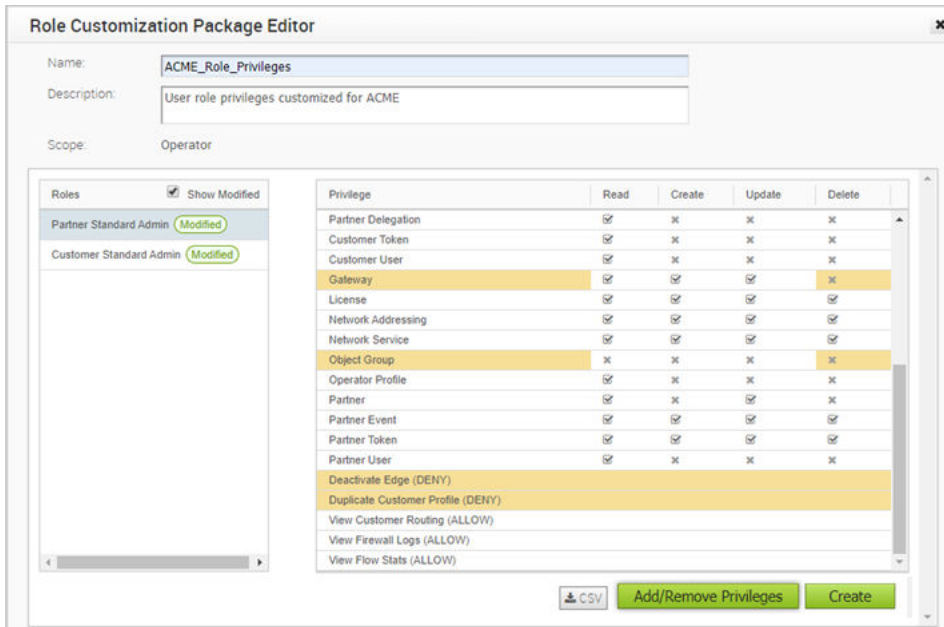 Role Customization Package Editor
Name: ACME_Role_Privileges
Description: User role privileges customized for ACME
Scope: Operator
Roles Show Modified
Partner Standard Admin Modified
Customer Standard Admin Modified
Privilege Read Create Update Delete
Partner Delegation
Customer Token
Customer User
Gateway
License
Network Addressing
Network Service
Object Group
Operator Profile
Partner
Partner Event
Partner Token
Partner User
Deactivate Edge (DENY)
Duplicate Customer Profile (DENY)
View Customer Routing (ALLOW)
View Firewall Logs (ALLOW)
View Flow Stats (ALLOW)
CSV Add/Remove Privileges Create